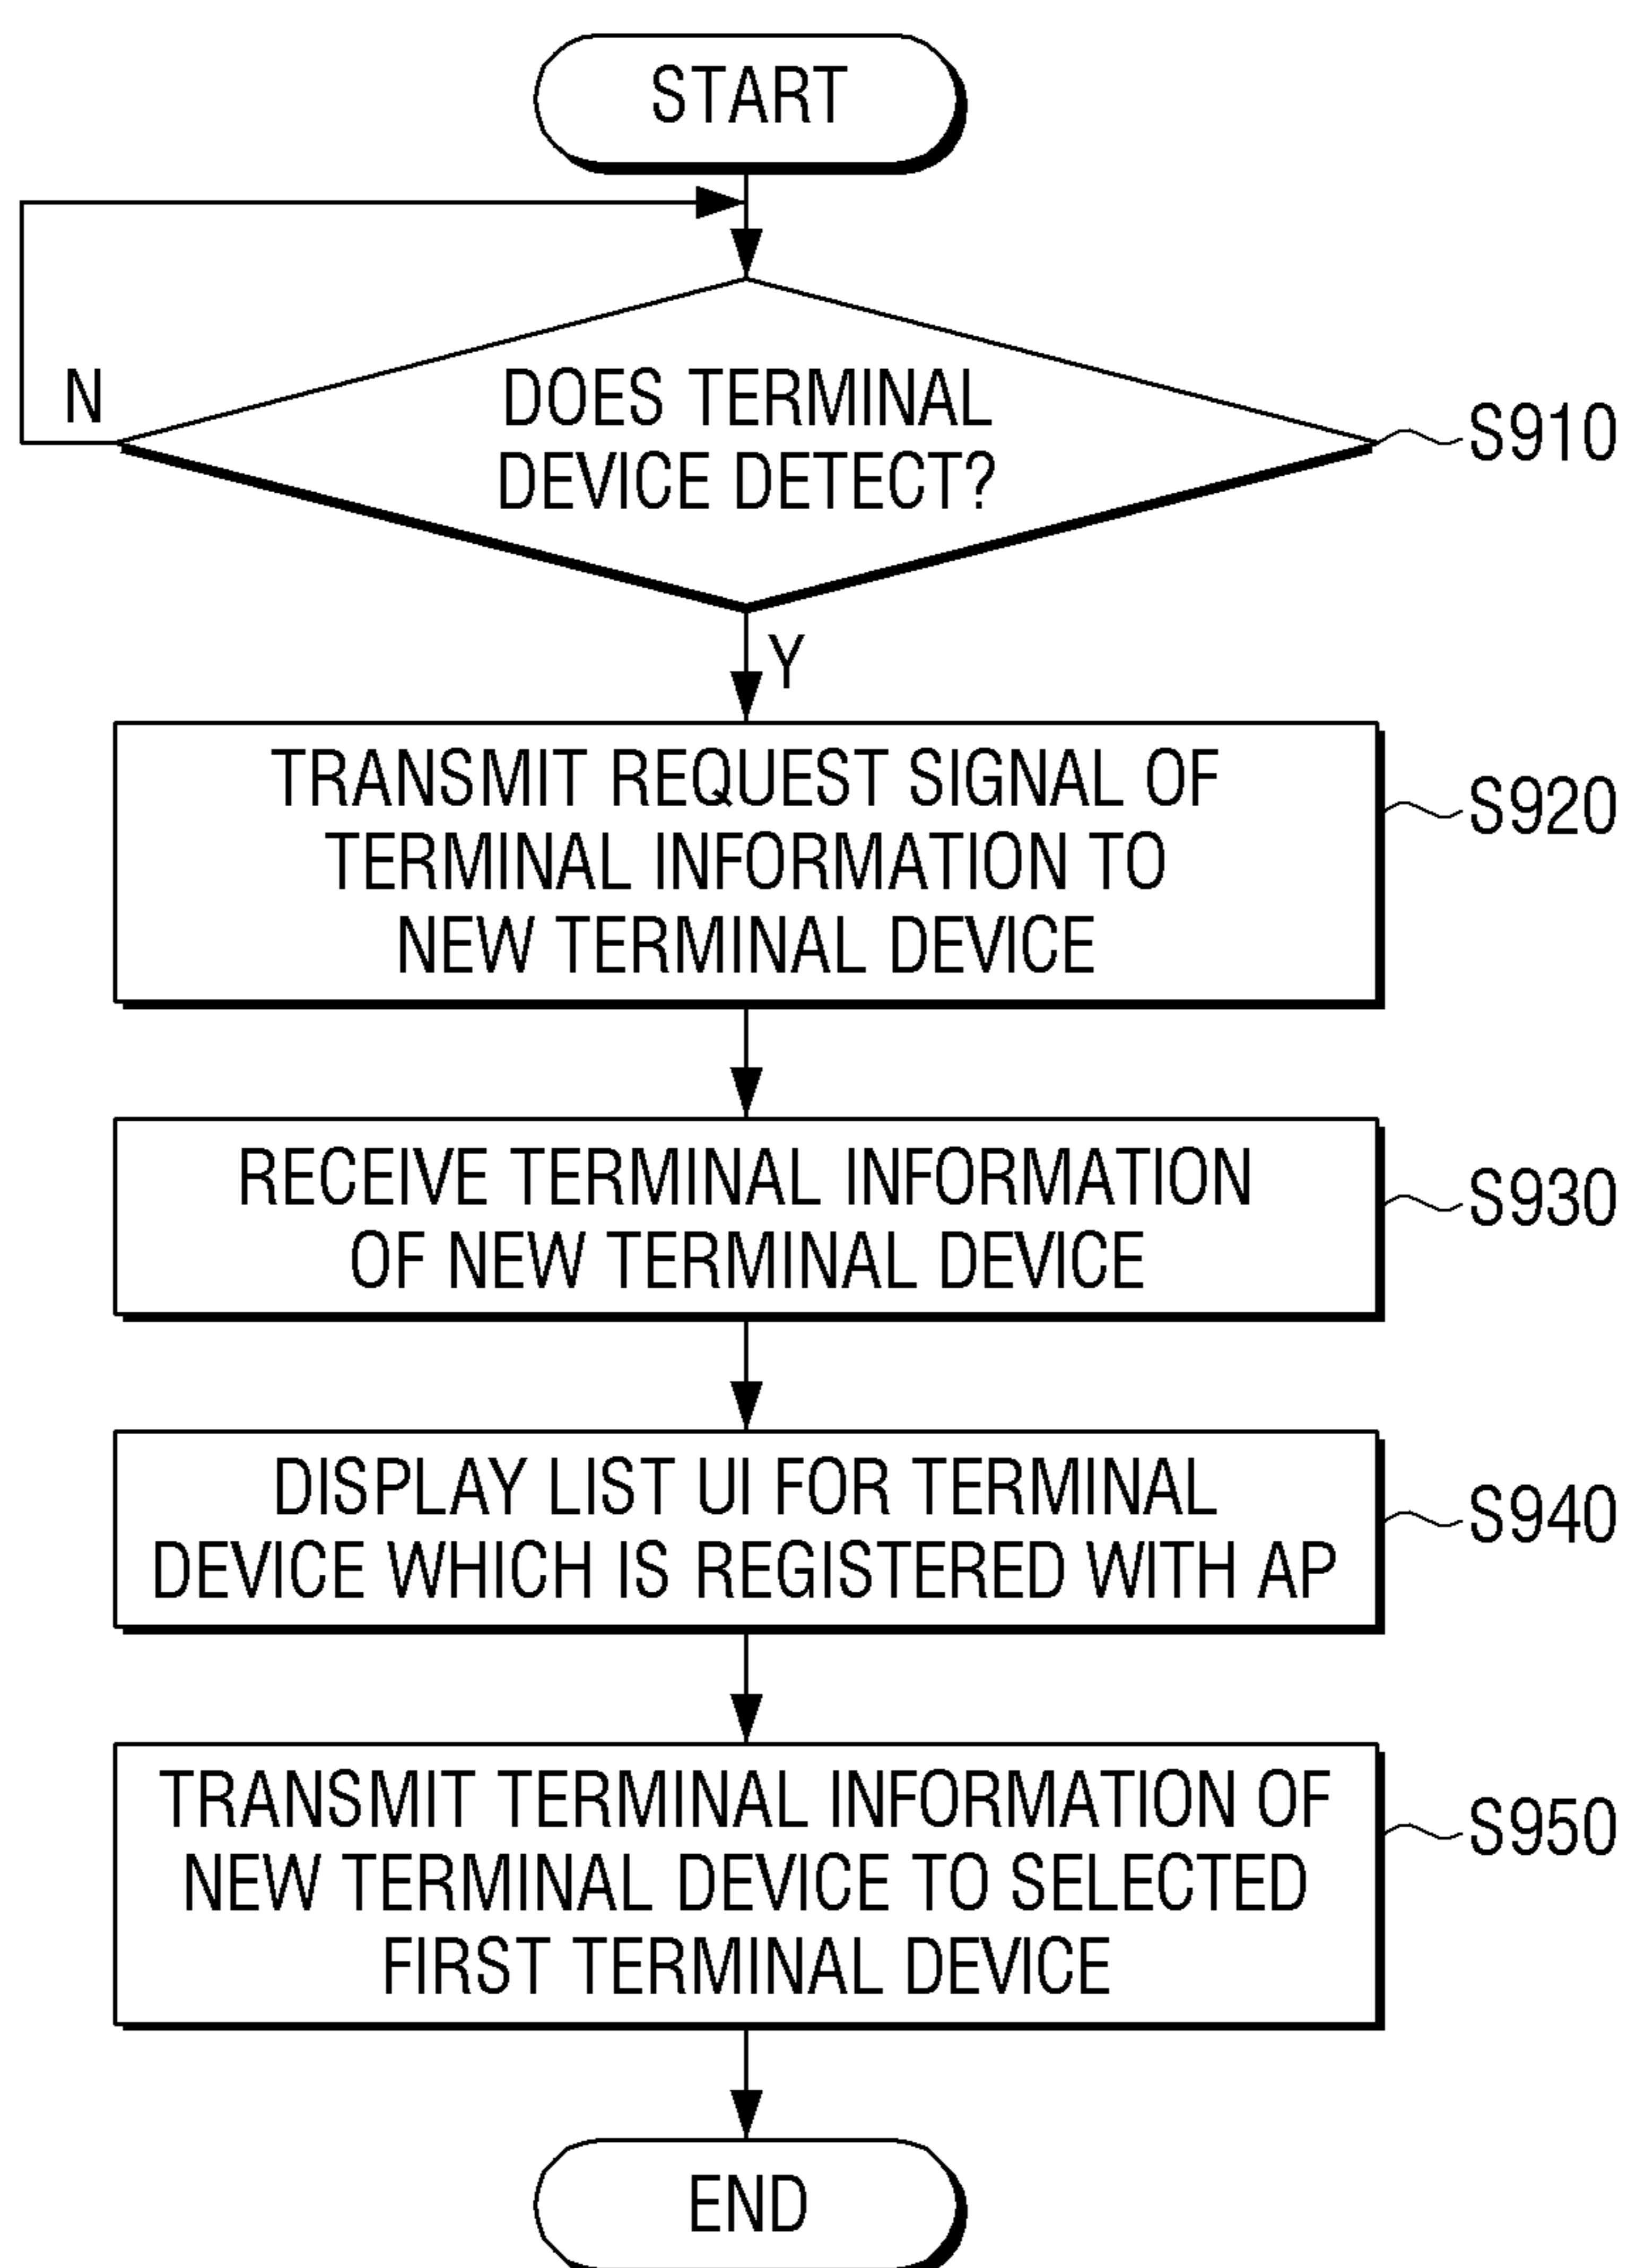 START
N
DOES TERMINAL
DEVICE DETECT?
S910
Y
TRANSMIT REQUEST SIGNAL OF
TERMINAL INFORMATION TO
NEW TERMINAL DEVICE
S920
RECEIVE TERMINAL INFORMATION
OF NEW TERMINAL DEVICE
S930
DISPLAY LIST UI FOR TERMINAL
DEVICE WHICH IS REGISTERED WITH AP
S940
TRANSMIT TERMINAL INFORMATION OF
NEW TERMINAL DEVICE TO SELECTED
FIRST TERMINAL DEVICE
S950
END